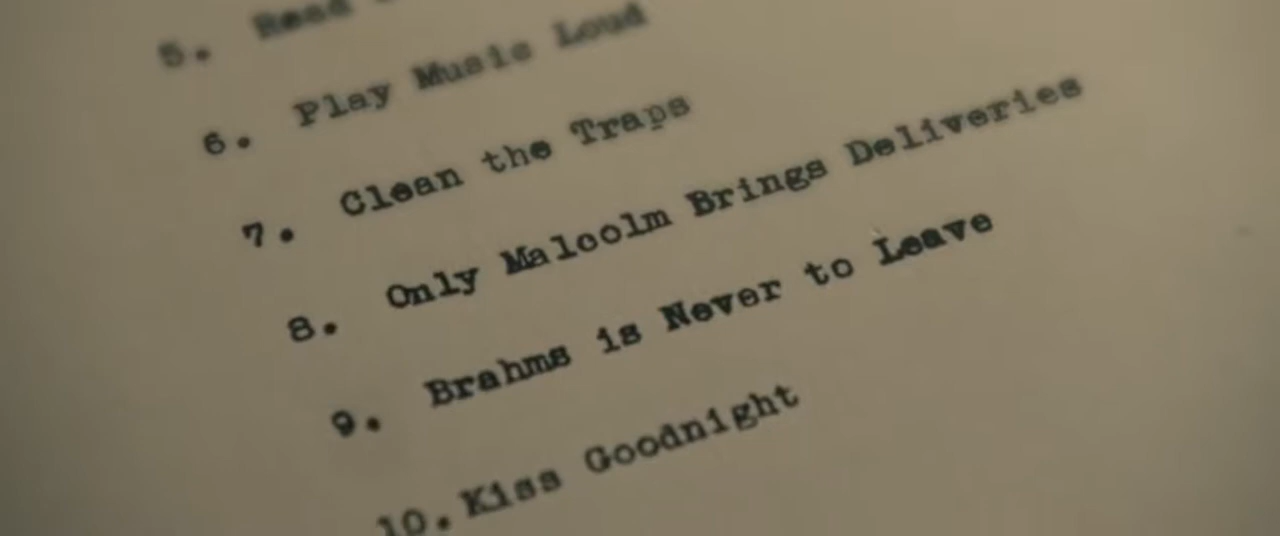 5. Read
6. Play Music Loud
7. Clean the Traps
8. Only Malcolm Brings Deliveries
9. Brahms is Never to Leave
10. Kiss Goodnight